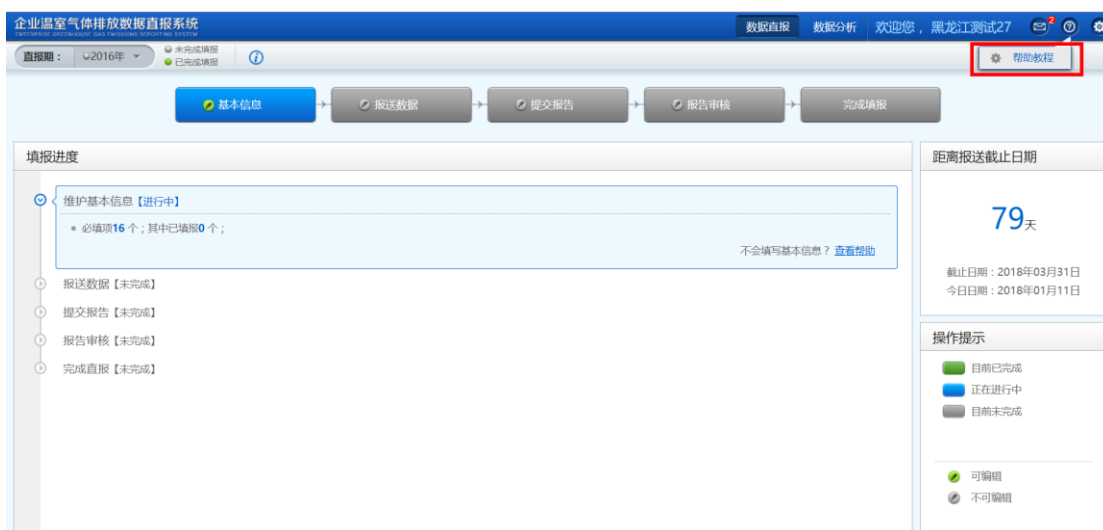 企业温室气体排放数据直报系统
ENTERPRISE GREENHOUSE GAS EMISSIONS REPORTING SYSTEM
数据直报 数据分析 欢迎您，黑龙江测试27 2
直报期： 2016年 未完成填报
已完成填报
帮助教程
基本信息 报送数据 提交报告 报告审核 完成填报
填报进度
维护基本信息【进行中】
必填项16 个；其中已填报0 个；
不会填写基本信息？ 查看帮助
报送数据【未完成】
提交报告【未完成】
报告审核【未完成】
完成直报【未完成】
距离报送截止日期
79天
截止日期：2018年03月31日
今日日期：2018年01月11日
操作提示
目前已完成
正在进行中
目前未完成
可编辑
不可编辑